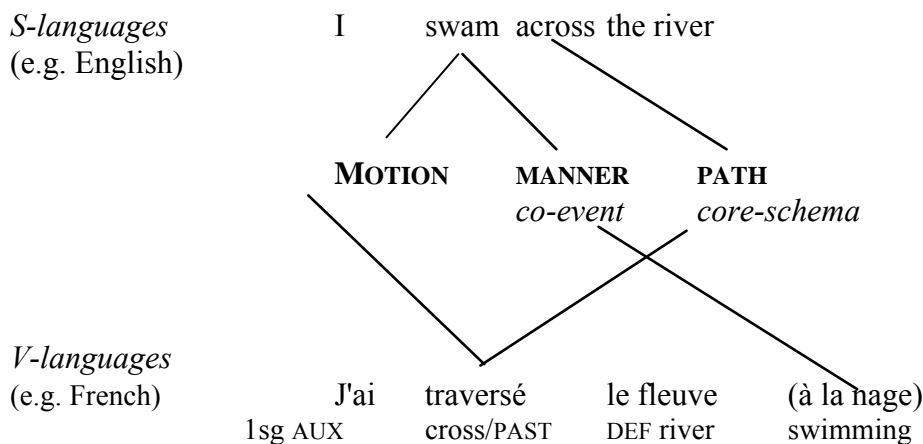 S-languages I swam across the river
(e.g. English)
MOTION MANNER PATH
co-event core-schema
V-languages
(e.g. French) J'ai traversé le fleuve (à la nage)
1sg AUX cross/PAST DEF river swimming